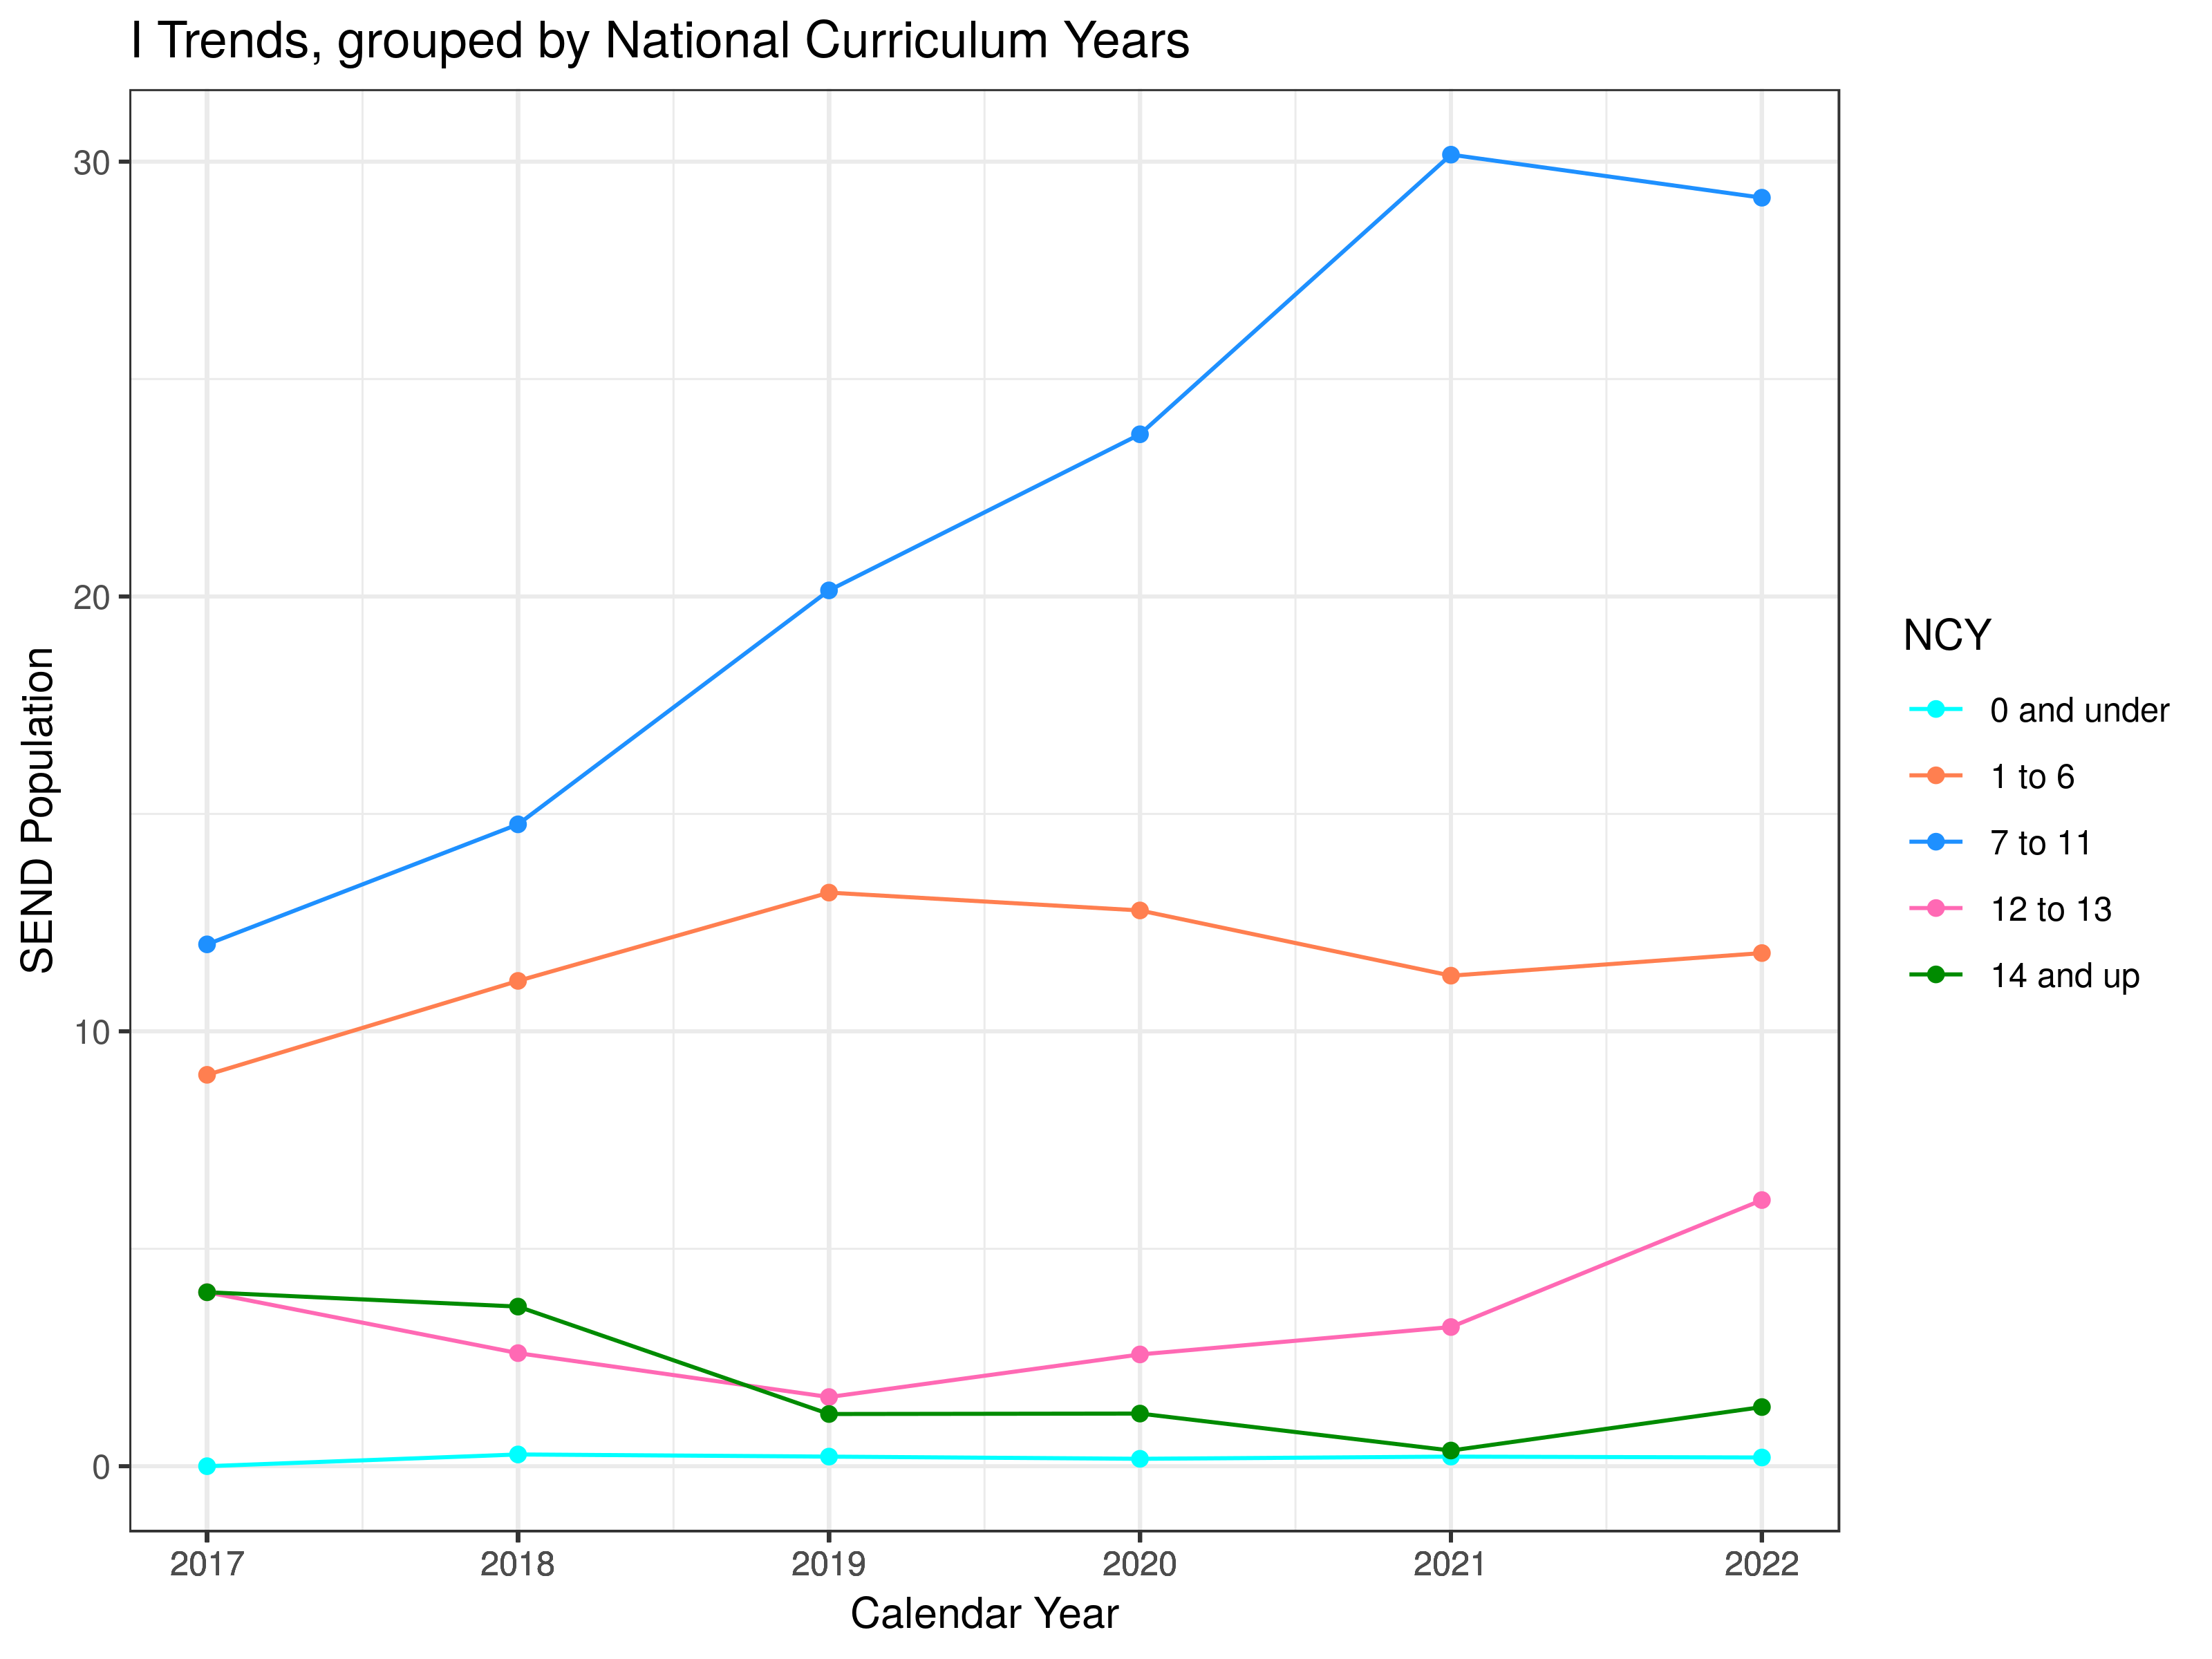 I Trends, grouped by National Curriculum Years
30
20
10
0
SEND Population
2017 2018 2019 2020 2021 2022
Calendar Year
NCY
0 and under
1 to 6
7 to 11
12 to 13
14 and up